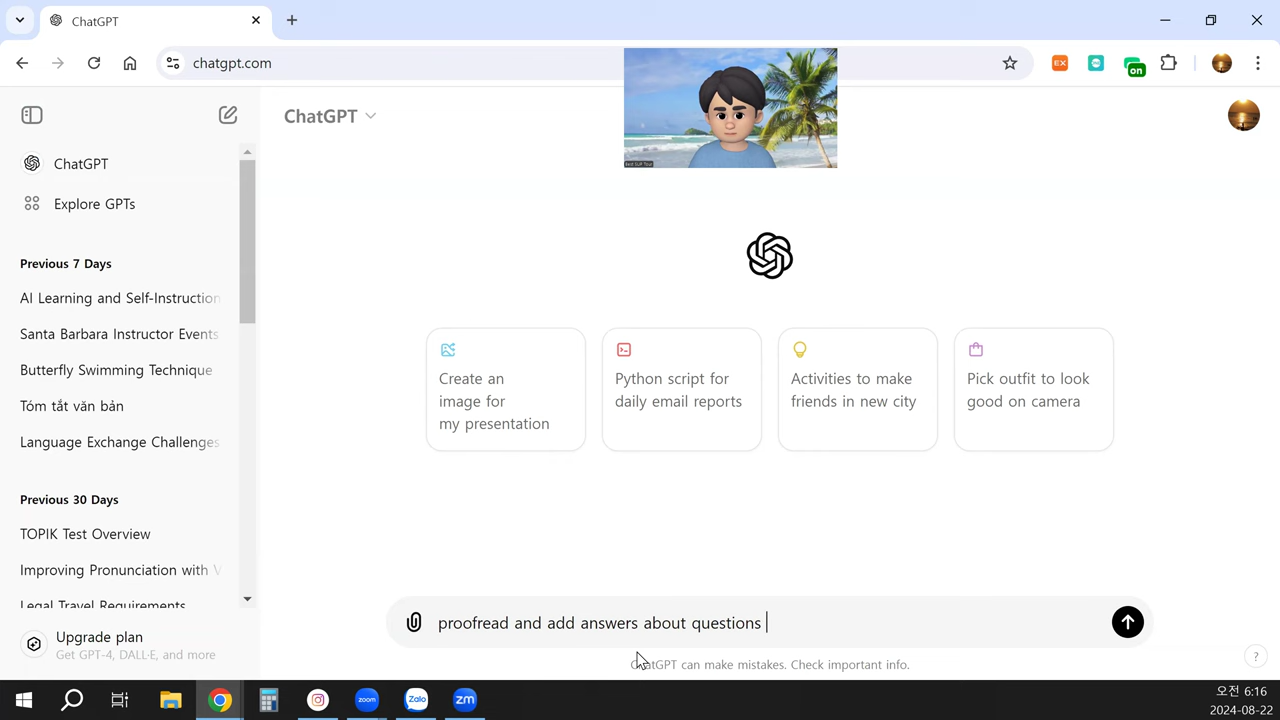 ChatGPT
chatgpt.com
EX
on
ChatGPT
ChatGPT
Explore GPTs
Previous 7 Days
AI Learning and Self-Instruction
Santa Barbara Instructor Events
Butterfly Swimming Technique
Tóm tắt văn bản
Language Exchange Challenges
Previous 30 Days
TOPIK Test Overview
Improving Pronunciation with V
Legal Travel Requirements
Upgrade plan
Get GPT-4, DALL·E, and more
Create an
image for
my presentation
Python script for
daily email reports
Activities to make
friends in new city
Pick outfit to look
good on camera
proofread and add answers about questions
ChatGPT can make mistakes. Check important info.
?
zoom
Zalo
zm
오전 6:16
2024-08-22